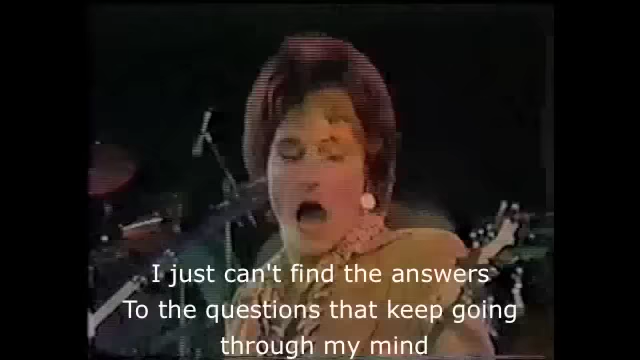 I just can't find the answers
To the questions that keep going
through my mind